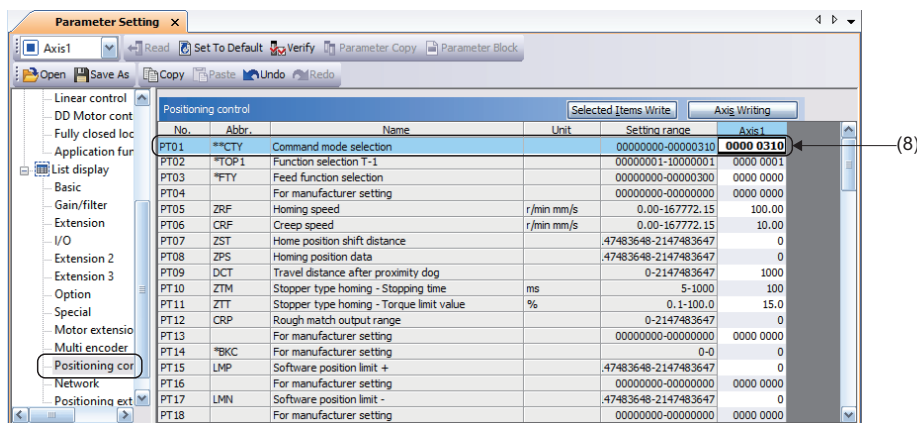 Parameter Setting ×
Axis1 Read Set To Default Verify Parameter Copy Parameter Block
Open Save As Copy Paste Undo Redo
Linear control
DD Motor cont
Fully closed loc
Application fur
List display
Basic
Gain/filter
Extension
I/O
Extension 2
Extension 3
Option
Special
Motor extensio
Multi encoder
Positioning cor
Network
Positioning ext
Positioning control Selected Items Write Axis Writing
No. Abbr. Name Unit Setting range Axis1
PT01 **CTY Command mode selection 00000000-00000310 0000 0310 (8)
PT02 *TOP1 Function selection T-1 00000001-10000001 0000 0001
PT03 *FTY Feed function selection 00000000-00000300 0000 0000
PT04 For manufacturer setting 00000000-00000000 0000 0000
PT05 ZRF Homing speed r/min mm/s 0.00-167772.15 100.00
PT06 CRF Creep speed r/min mm/s 0.00-167772.15 10.00
PT07 ZST Home position shift distance .47483648-2147483647 0
PT08 ZPS Homing position data .47483648-2147483647 0
PT09 DCT Travel distance after proximity dog 0-2147483647 1000
PT10 ZTM Stopper type homing - Stopping time ms 5-1000 100
PT11 ZTT Stopper type homing - Torque limit value % 0.1-100.0 15.0
PT12 CRP Rough match output range 0-2147483647 0
PT13 For manufacturer setting 00000000-00000000 0000 0000
PT14 *BKC For manufacturer setting 0-0 0
PT15 LMP Software position limit + .47483648-2147483647 0
PT16 For manufacturer setting 00000000-00000000 0000 0000
PT17 LMN Software position limit - .47483648-2147483647 0
PT18 For manufacturer setting 00000000-00000000 0000 0000